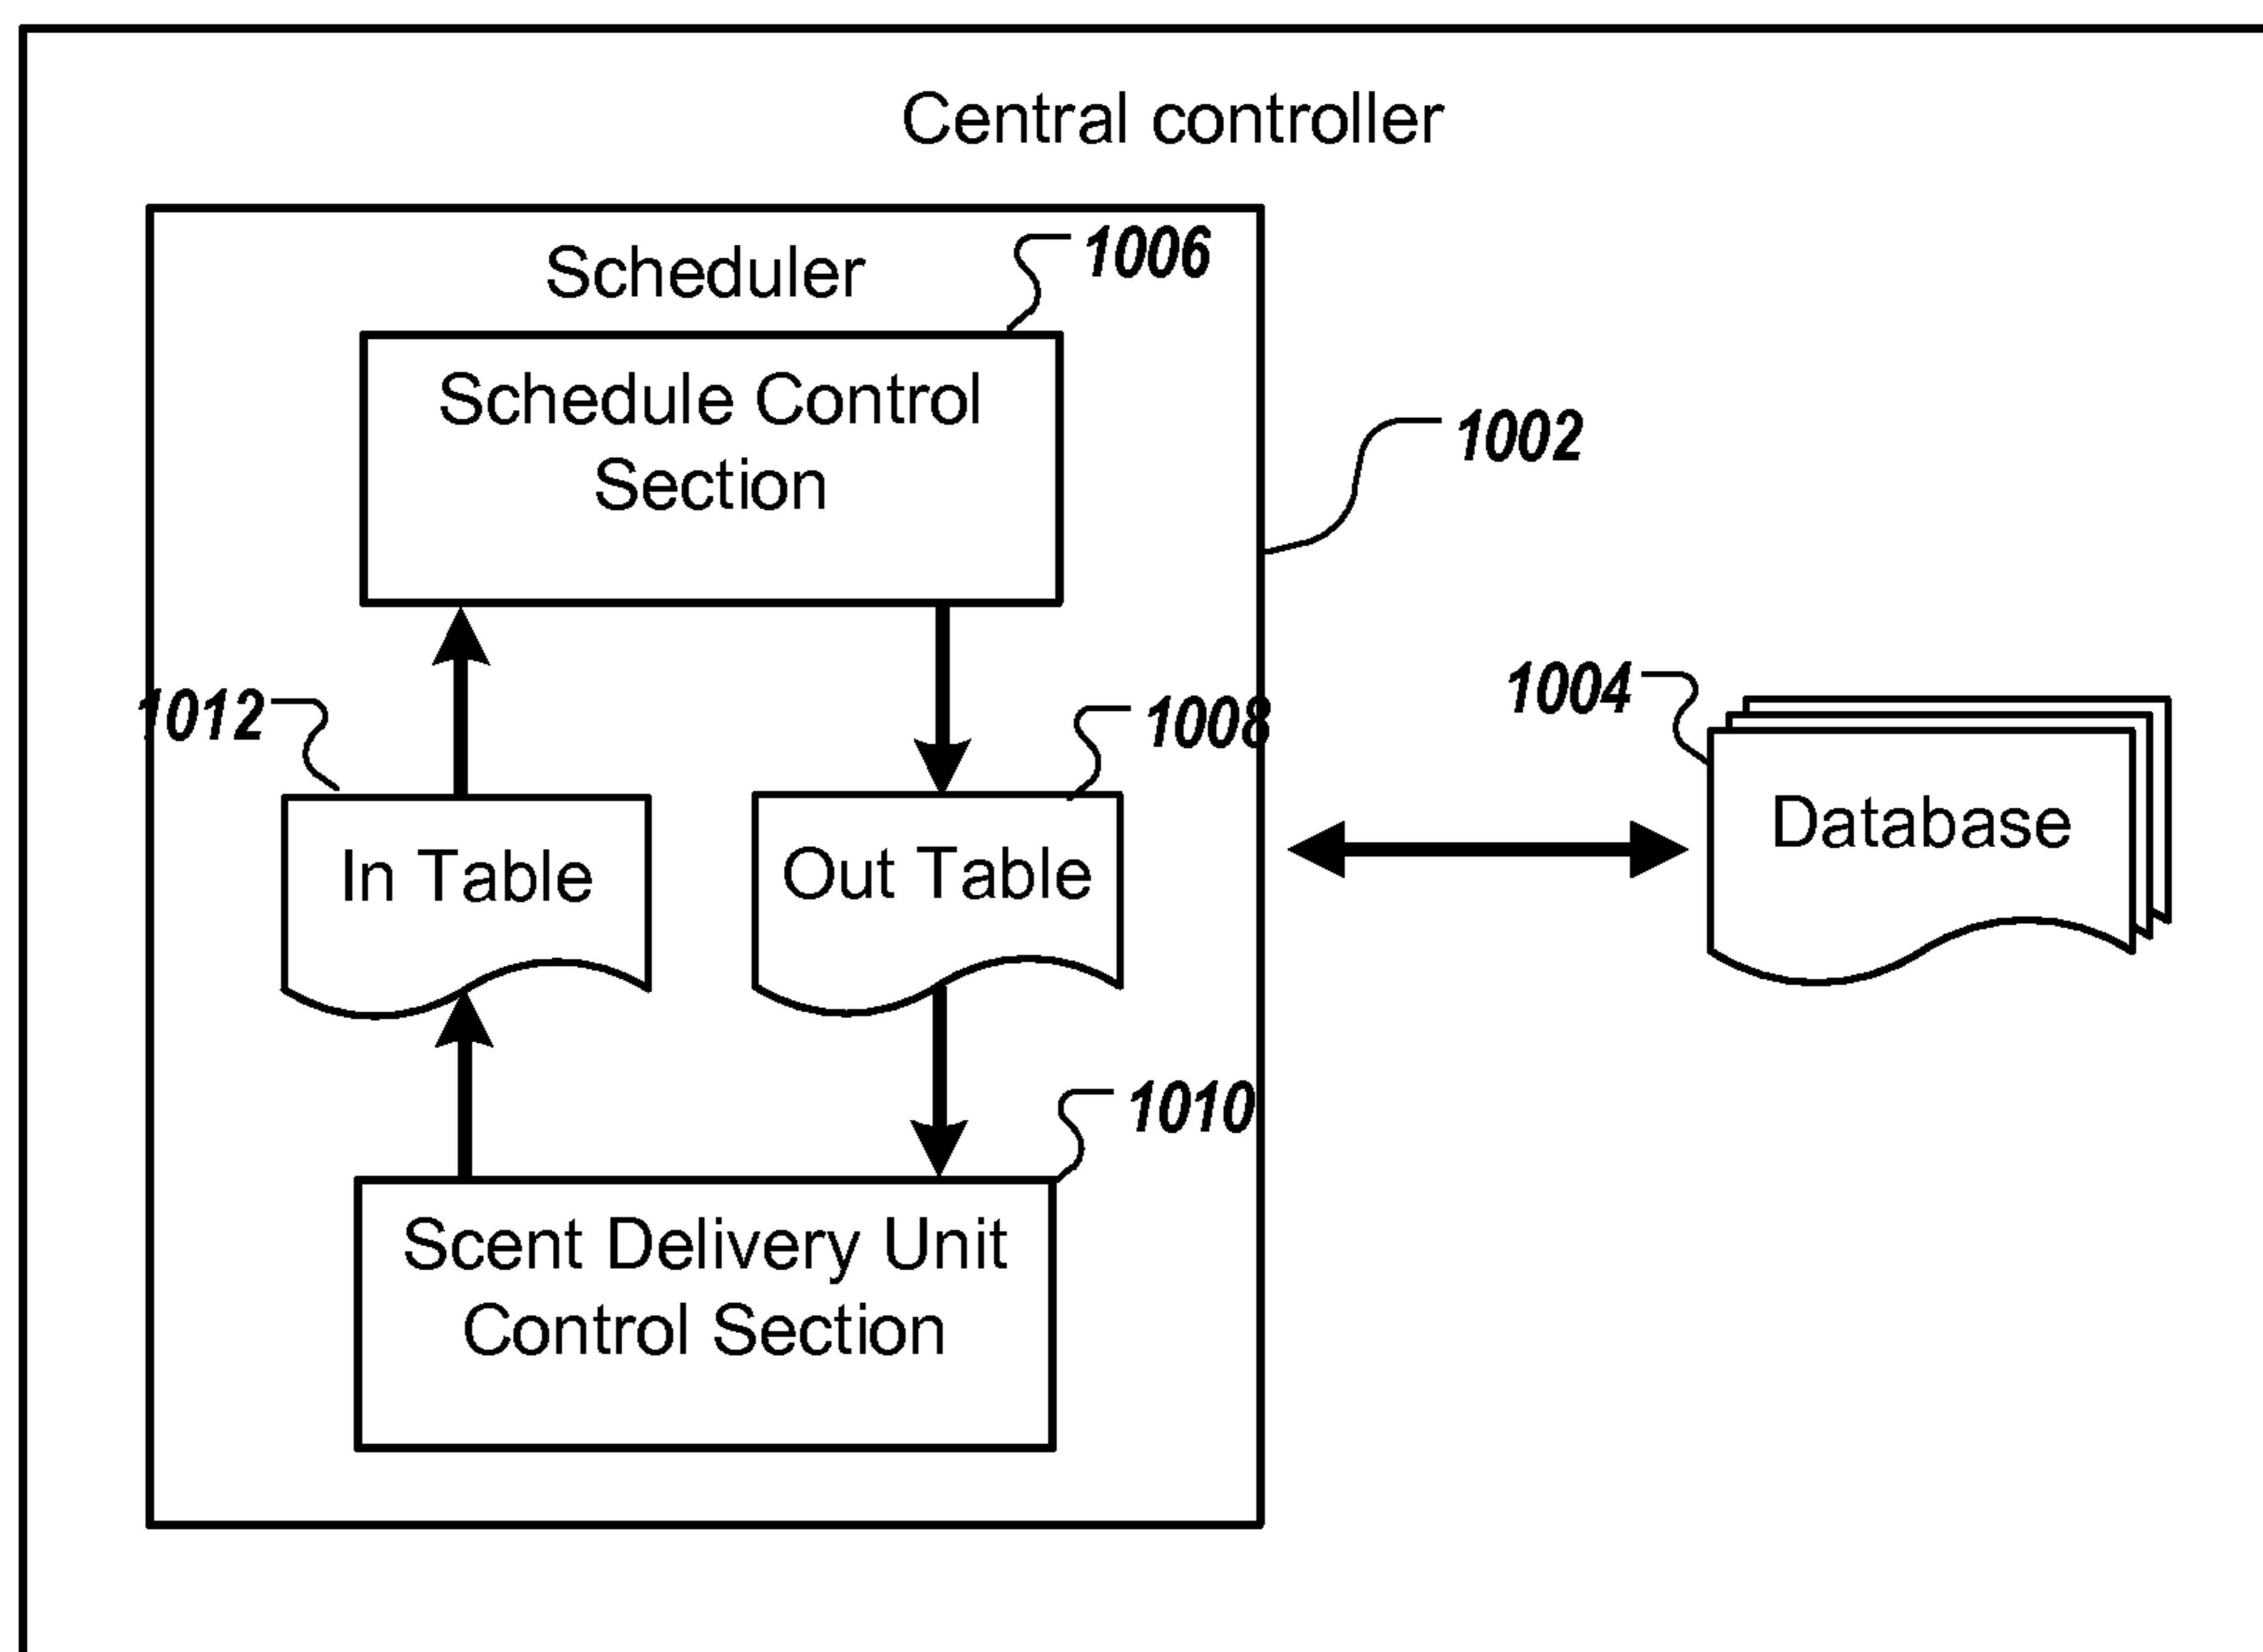 Central controller
Scheduler
1006
Schedule Control
Section
1002
1012
1008
1004
In Table
Out Table
Database
1010
Scent Delivery Unit
Control Section